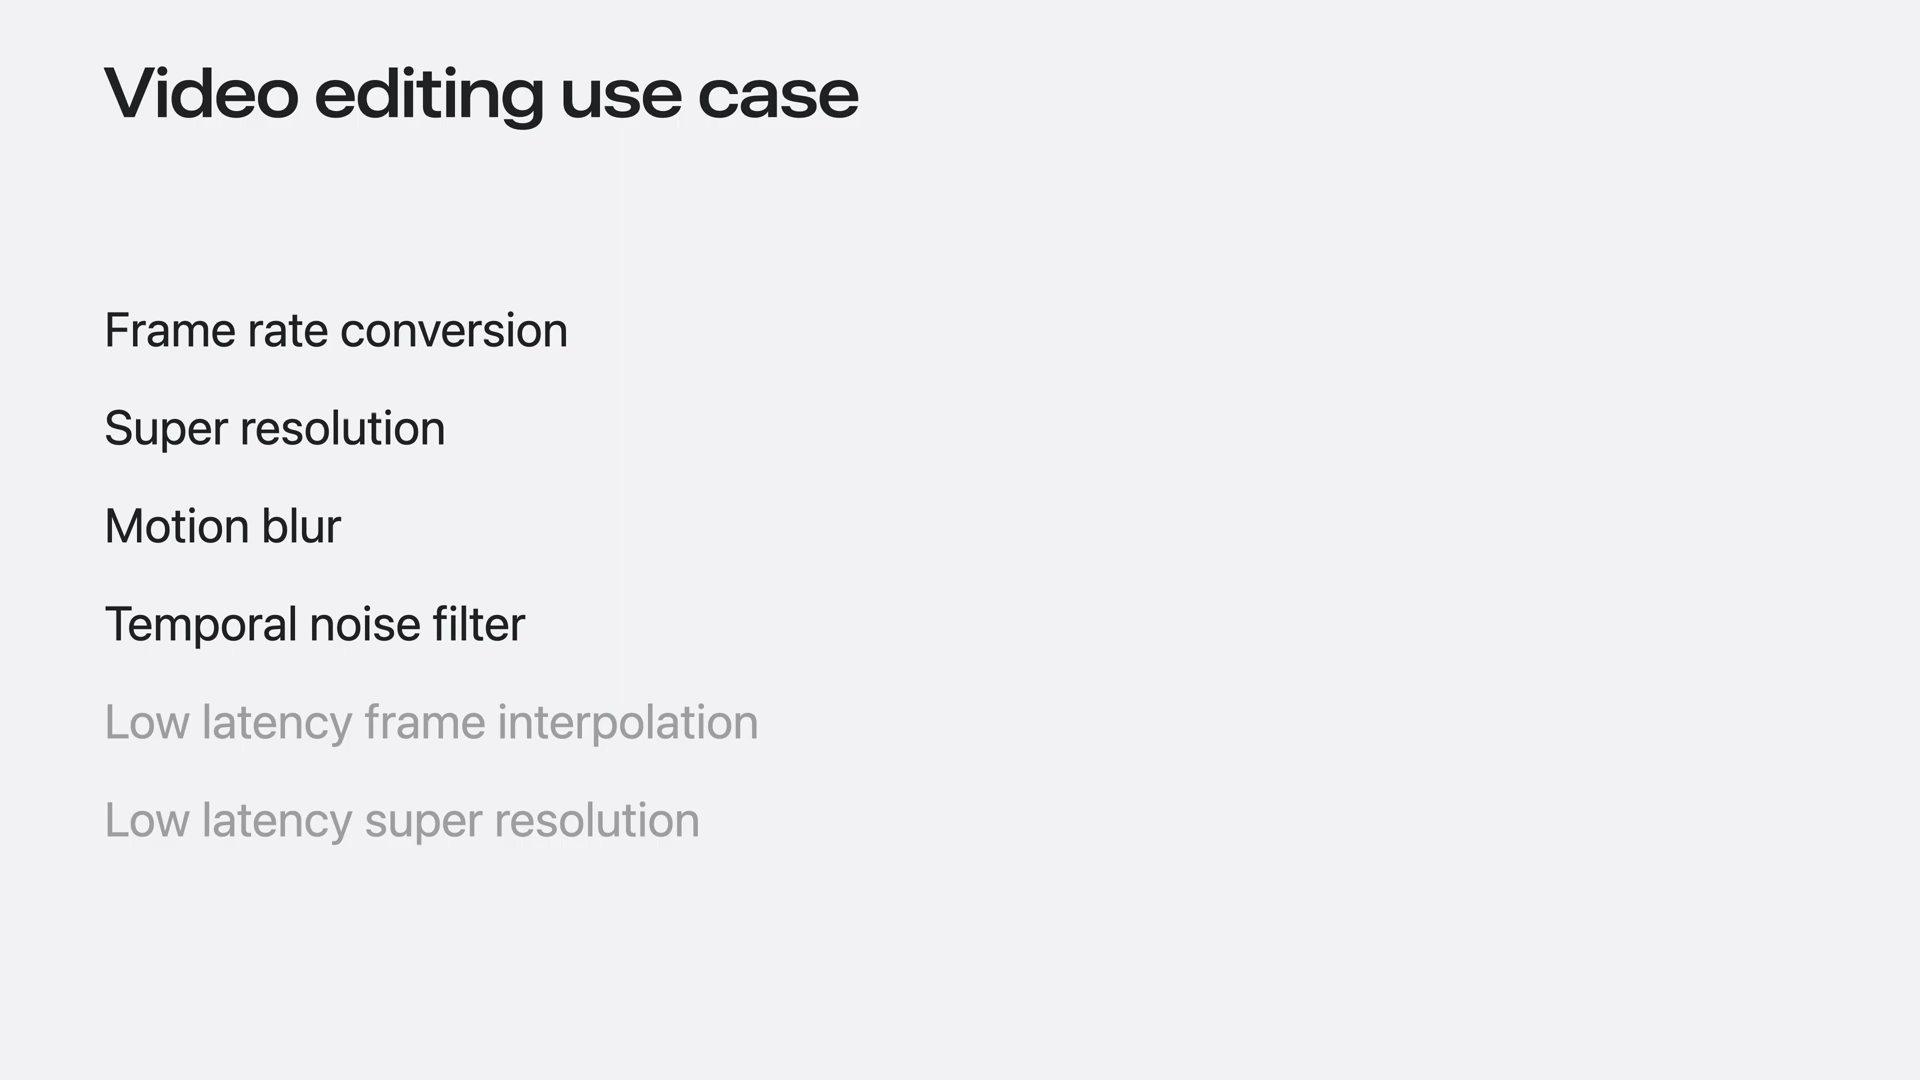 Video editing use case
Frame rate conversion
Super resolution
Motion blur
Temporal noise filter
Low latency frame interpolation
Low latency super resolution